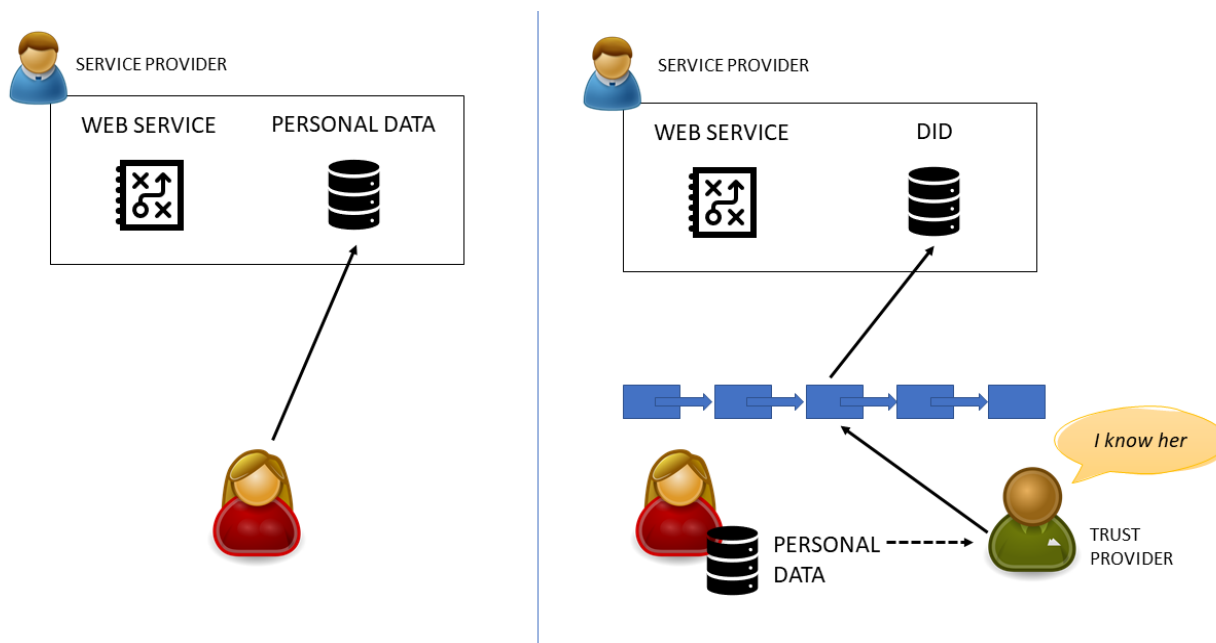 SERVICE PROVIDER
WEB SERVICE
PERSONAL DATA
SERVICE PROVIDER
WEB SERVICE
DID
I know her
PERSONAL
DATA
TRUST
PROVIDER